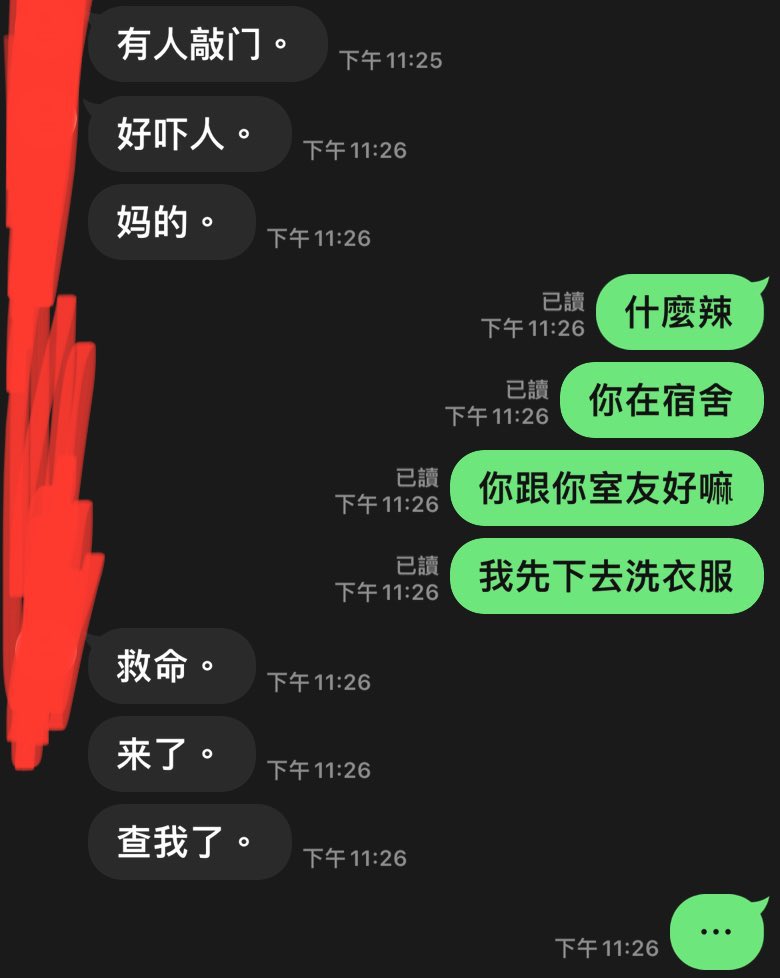 有人敲门。
下午 11:25
好吓人。
下午 11:26
妈的。
下午 11:26
已讀
下午 11:26
什麼辣
已讀
下午 11:26
你在宿舍
已讀
下午 11:26
你跟你室友好嘛
已讀
下午 11:26
我先下去洗衣服
救命。
下午 11:26
来了。
下午 11:26
查我了。
下午 11:26
下午 11:26
...